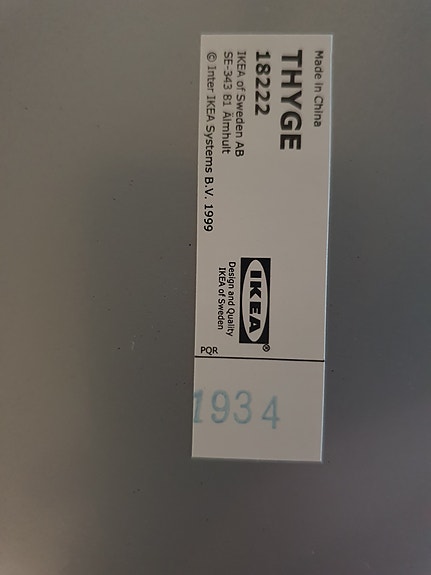 Made in China
THYGE
18222
IKEA of Sweden AB
SE-343 81 Älmhult
© Inter IKEA Systems B.V. 1999
IKEA®
Design and Quality
IKEA of Sweden
PQR
1934